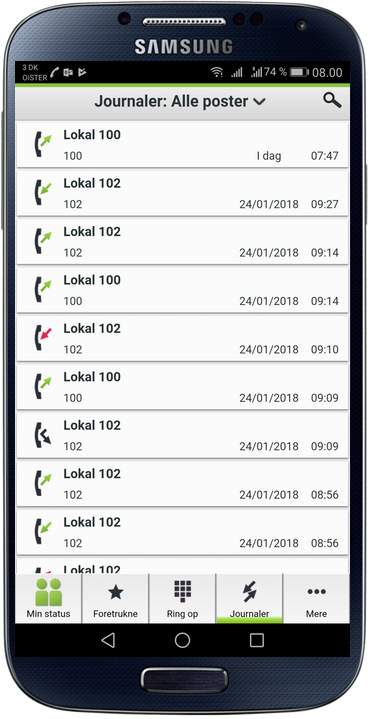 SAMSUNG
3 DK
OiSTER
74 % 08.00
Journaler: Alle poster
Lokal 100
100 I dag 07:47
Lokal 102
102 24/01/2018 09:27
Lokal 102
102 24/01/2018 09:14
Lokal 100
100 24/01/2018 09:14
Lokal 102
102 24/01/2018 09:10
Lokal 100
100 24/01/2018 09:09
Lokal 102
102 24/01/2018 09:09
Lokal 102
102 24/01/2018 08:56
Lokal 102
102 24/01/2018 08:56
Lokal 102
Min status Foretrukne Ring op Journaler Mere